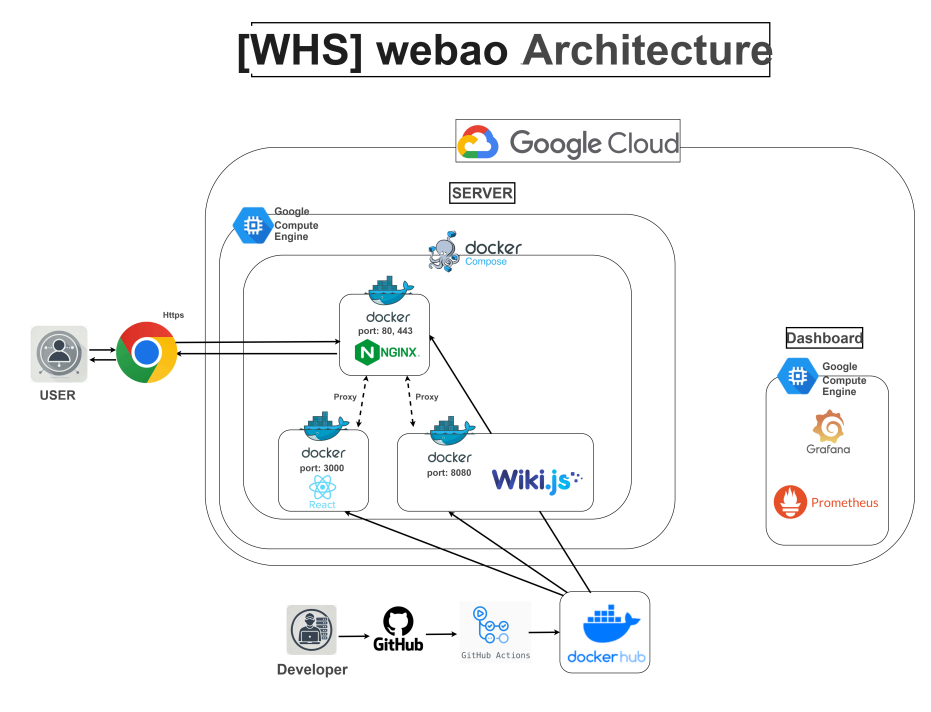 [WHS] webao Architecture
Google Cloud
SERVER
Google
Compute
Engine
docker
Compose
docker
port: 80, 443
NGINX
Https
USER
Proxy
Proxy
docker
port: 3000
React
docker
port: 8080
Wiki.js
Dashboard
Google
Compute
Engine
Grafana
Prometheus
Developer
GitHub
GitHub Actions
dockerhub